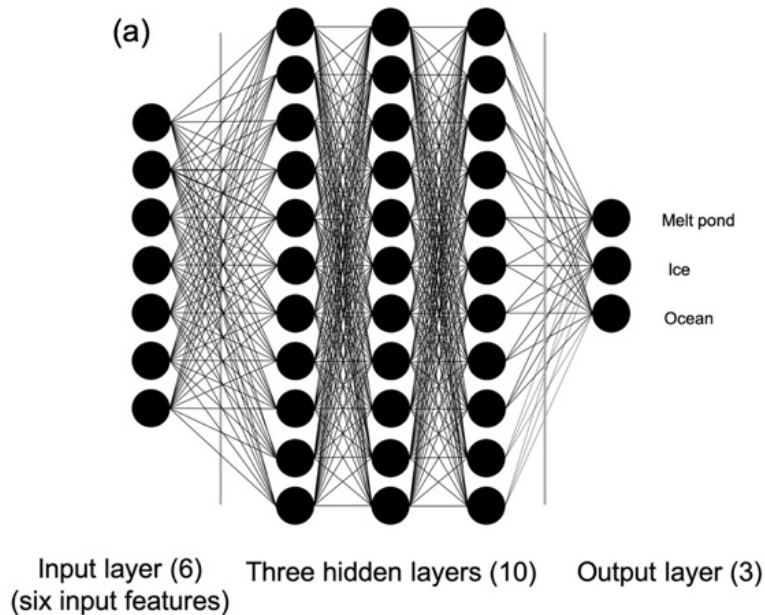 (a)
Melt pond
Ice
Ocean
Input layer (6)
(six input features)
Three hidden layers (10)
Output layer (3)